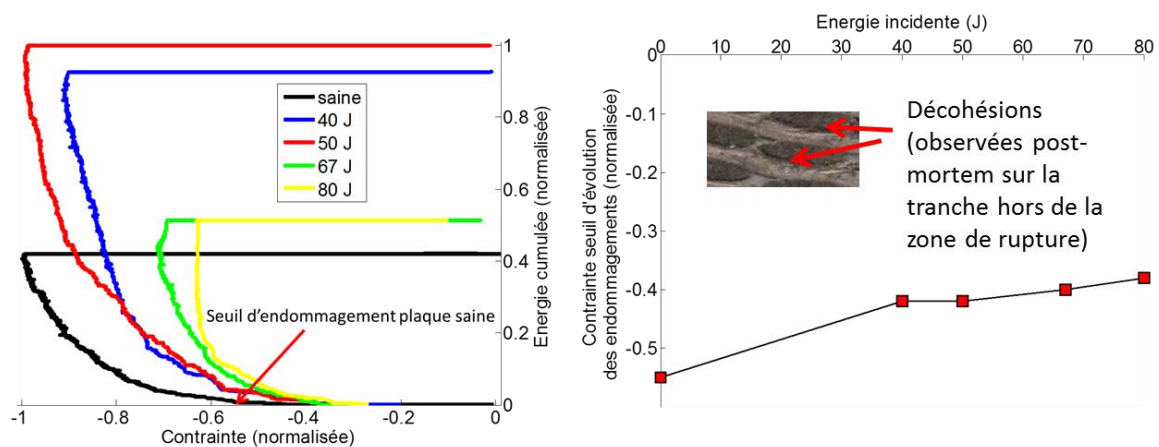 saine
40 J
50 J
67 J
80 J
Seuil d'endommagement plaque saine
1
0.8
0.6
0.4
0.2
0
Energie cumulée (normalisée)
-1
-0.8
-0.6
-0.4
-0.2
0
Contrainte (normalisée)
Energie incidente (J)
0
10
20
30
40
50
60
70
80
0
-0.1
-0.2
-0.3
-0.4
-0.5
Contrainte seuil d'évolution
des endommagements (normalisée)
Décohésions
(observées post-
mortem sur la
tranche hors de la
zone de rupture)